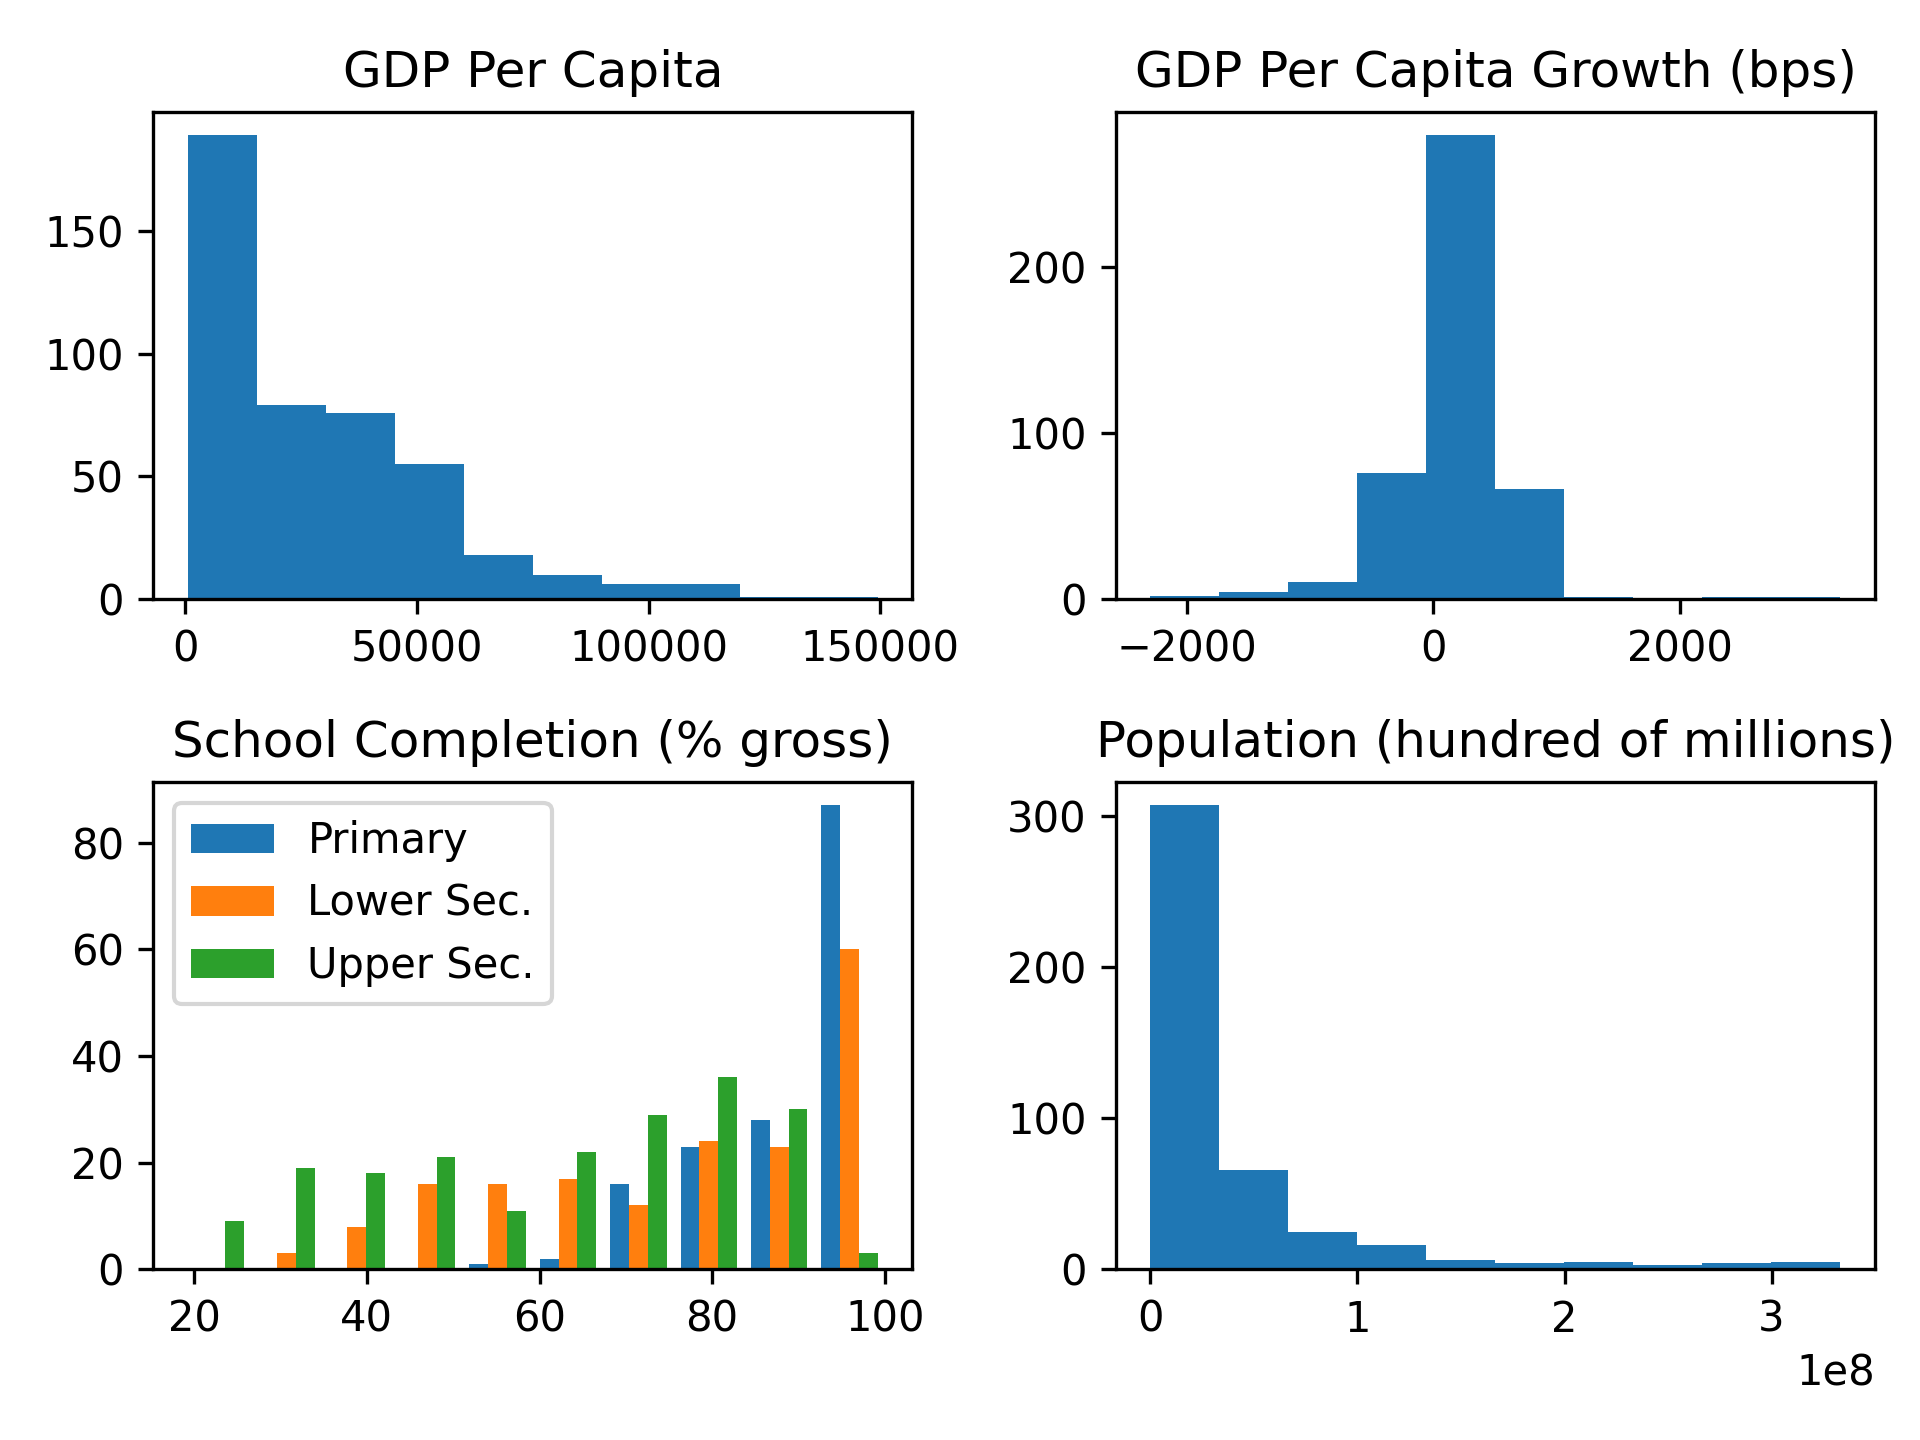 GDP Per Capita
150
100
50
0
0 50000 100000 150000
GDP Per Capita Growth (bps)
200
100
0
−2000 0 2000
School Completion (% gross)
Primary
Lower Sec.
Upper Sec.
80
60
40
20
0
20 40 60 80 100
Population (hundred of millions)
300
200
100
0
0 1 2 3
1e8